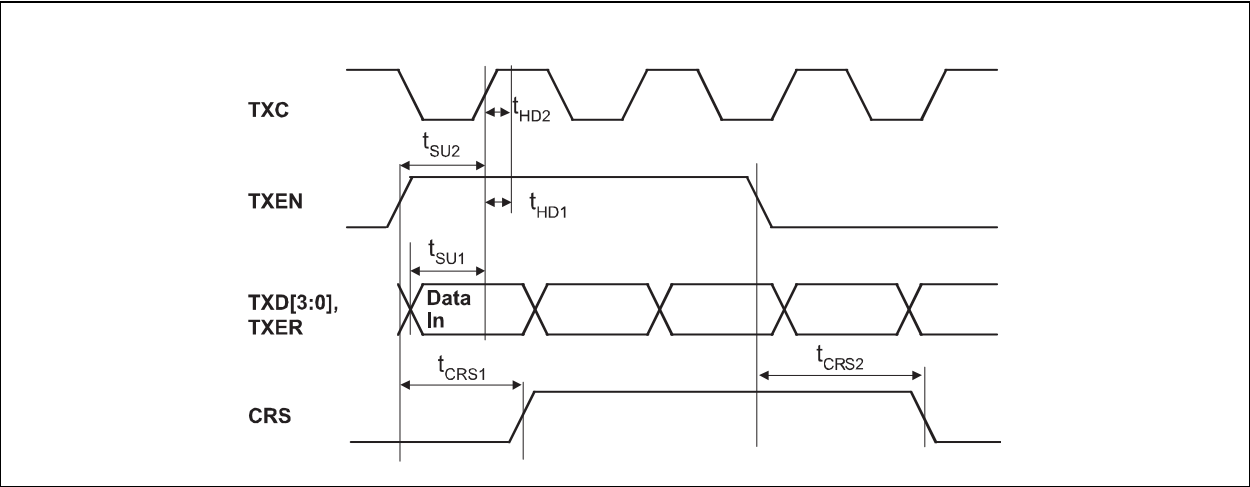 TXC
tHD2
tSU2
TXEN
tHD1
tSU1
TXD[3:0],
TXER
Data
In
tCRS1
tCRS2
CRS